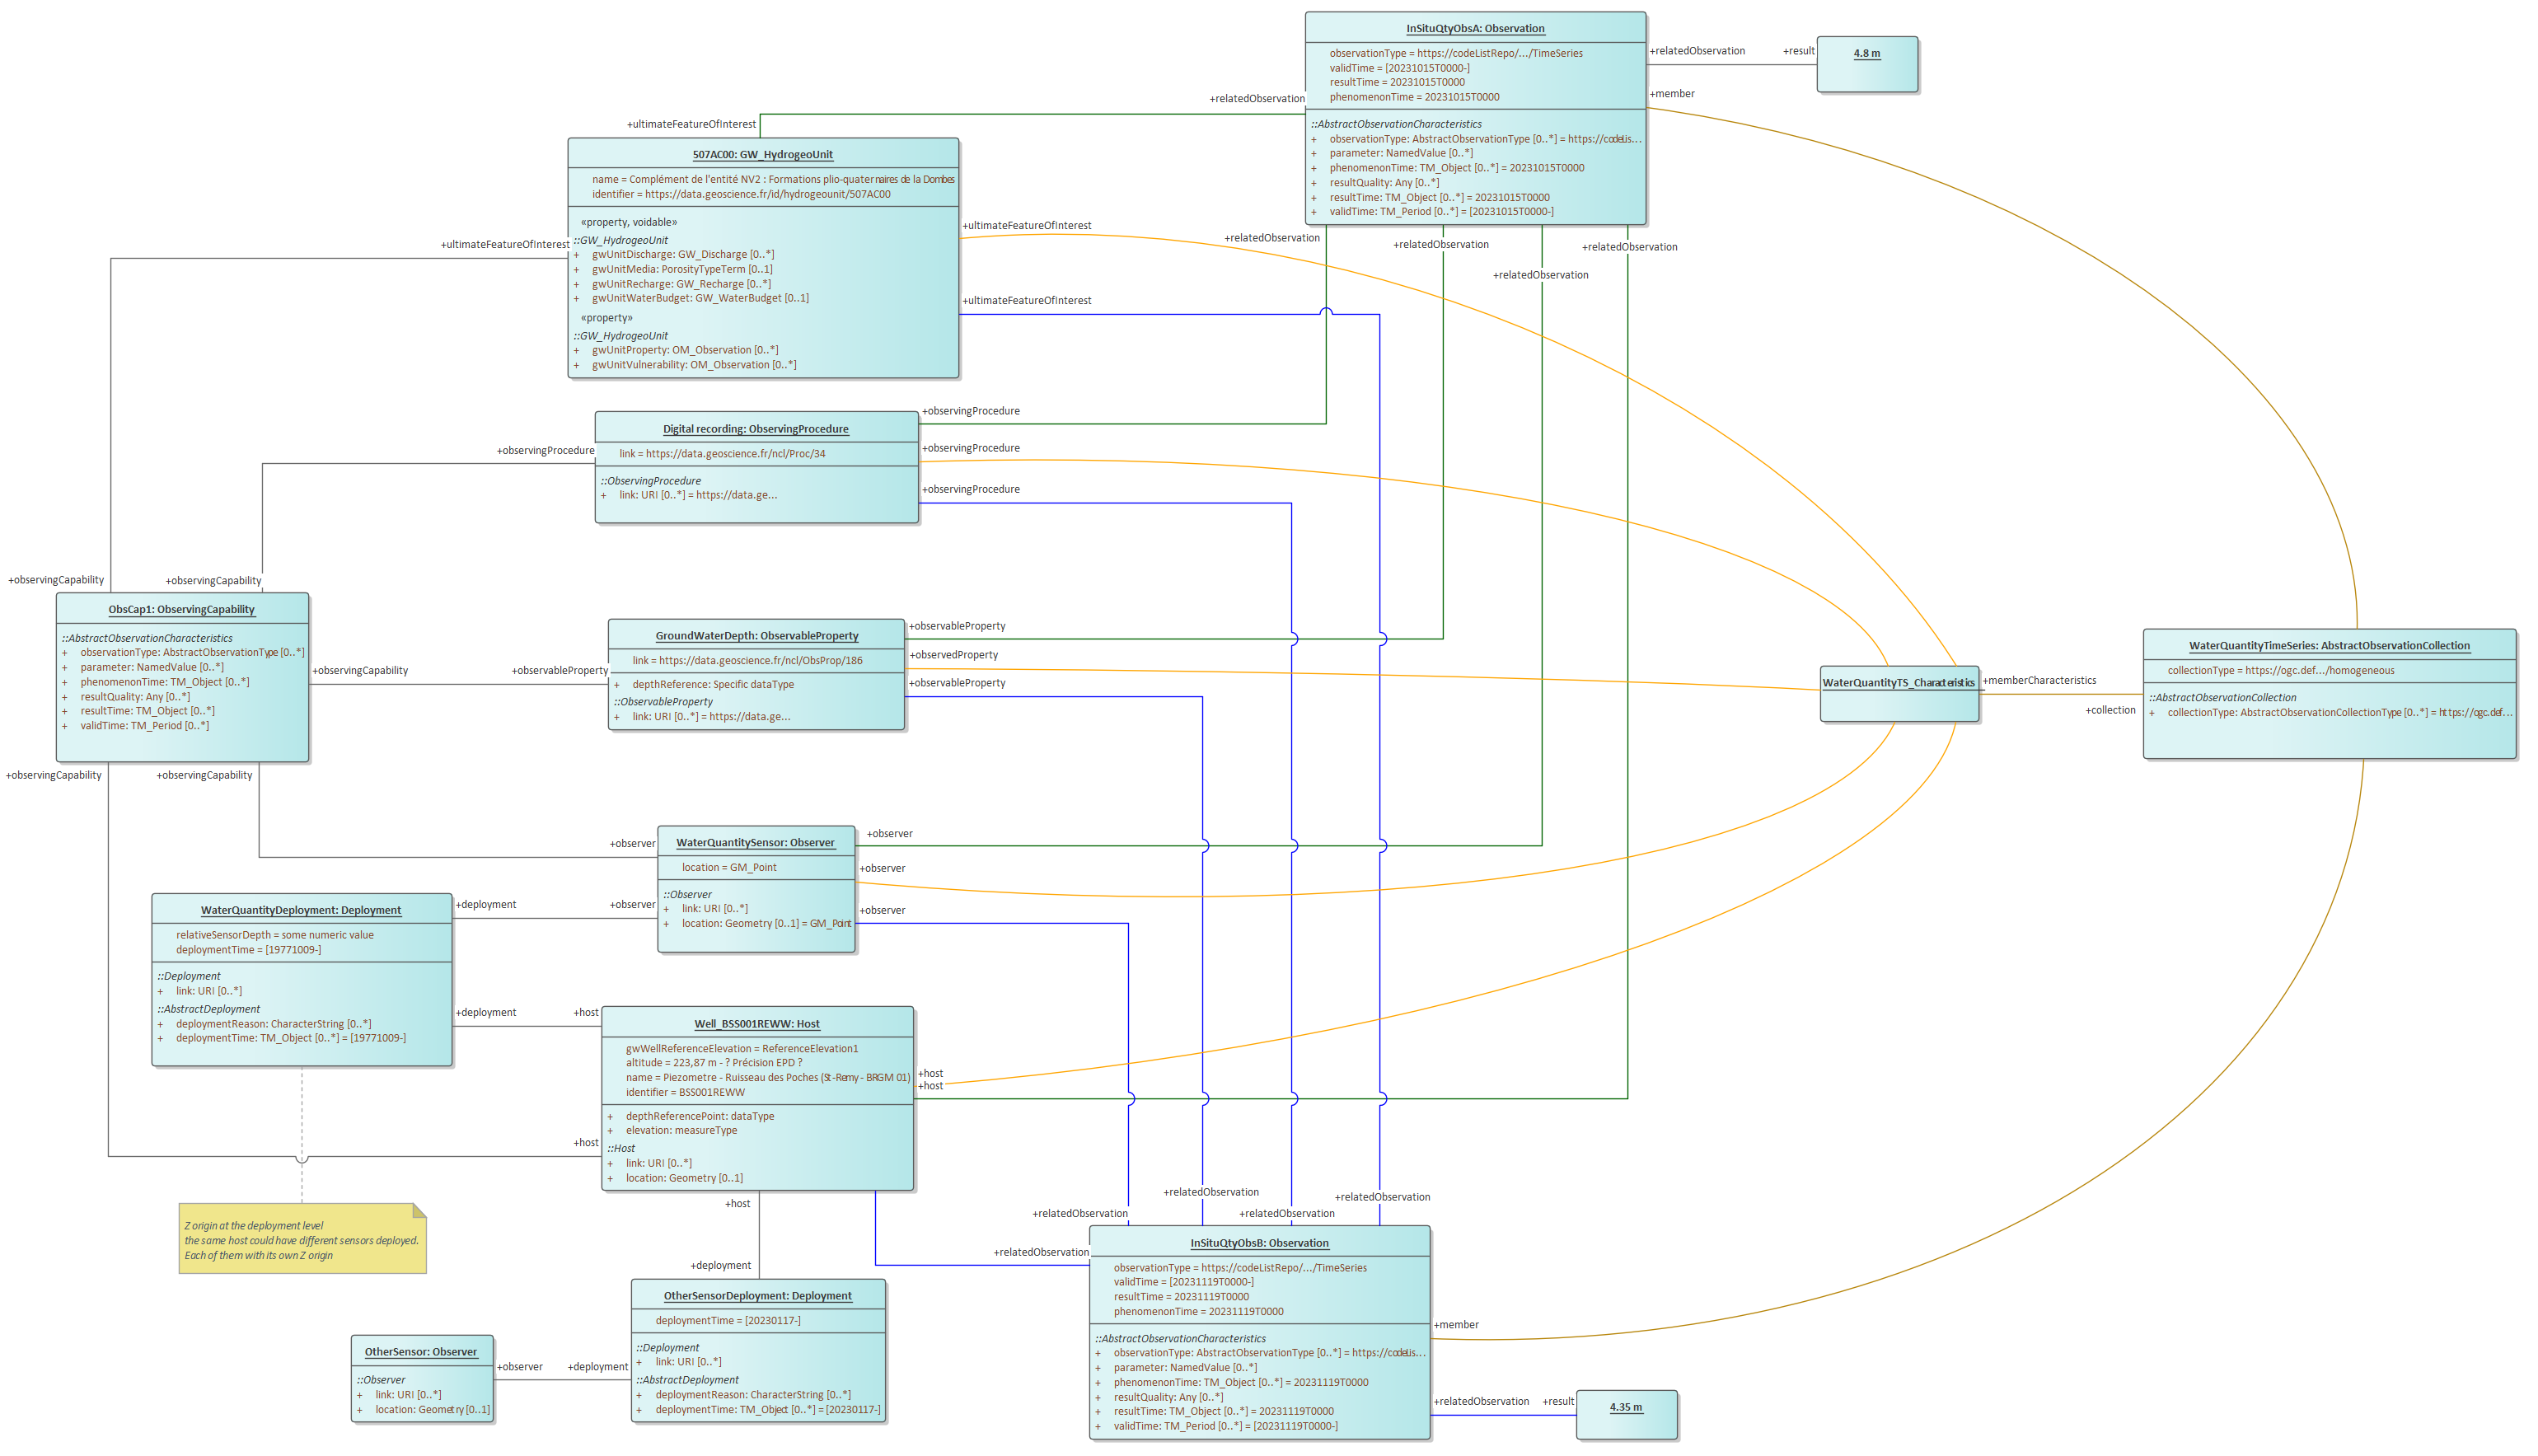 InSituQtyObsA: Observation
observationType = https://codeListRepo/.../TimeSeries
validTime = [20231015T0000-]
resultTime = 20231015T0000
phenomenonTime = 20231015T0000
::AbstractObservationCharacteristics
+ observationType: AbstractObservationType [0..*] = https://codeLis...
+ parameter: NamedValue [0..*]
+ phenomenonTime: TM_Object [0..*] = 20231015T0000
+ resultQuality: Any [0..*]
+ resultTime: TM_Object [0..*] = 20231015T0000
+ validTime: TM_Period [0..*] = [20231015T0000-]
+relatedObservation
+result
4.8 m
+member
+relatedObservation
+ultimateFeatureOfInterest
507AC00: GW_HydrogeoUnit
name = Complément de l'entité NV2 : Formations plio-quaternaires de la Dombes
identifier = https://data.geoscience.fr/id/hydrogeounit/507AC00
«property, voidable»
::GW_HydrogeoUnit
+ gwUnitDischarge: GW_Discharge [0..*]
+ gwUnitMedia: PorosityTypeTerm [0..1]
+ gwUnitRecharge: GW_Recharge [0..*]
+ gwUnitWaterBudget: GW_WaterBudget [0..1]
«property»
::GW_HydrogeoUnit
+ gwUnitProperty: OM_Observation [0..*]
+ gwUnitVulnerability: OM_Observation [0..*]
+ultimateFeatureOfInterest
+ultimateFeatureOfInterest
+ultimateFeatureOfInterest
+relatedObservation
+relatedObservation
+relatedObservation
+relatedObservation
Digital recording: ObservingProcedure
link = https://data.geoscience.fr/ncl/Proc/34
::ObservingProcedure
+ link: URI [0..*] = https://data.ge...
+observingProcedure
+observingProcedure
+observingProcedure
+observingProcedure
+observingCapability
+observingCapability
ObsCap1: ObservingCapability
::AbstractObservationCharacteristics
+ observationType: AbstractObservationType [0..*]
+ parameter: NamedValue [0..*]
+ phenomenonTime: TM_Object [0..*]
+ resultQuality: Any [0..*]
+ resultTime: TM_Object [0..*]
+ validTime: TM_Period [0..*]
+observingCapability
+observableProperty
+observingCapability
+observingCapability
GroundWaterDepth: ObservableProperty
link = https://data.geoscience.fr/ncl/ObsProp/186
+ depthReference: Specific dataType
::ObservableProperty
+ link: URI [0..*] = https://data.ge...
+observableProperty
+observedProperty
+observableProperty
WaterQuantityTS_Characteristics
+memberCharacteristics
+collection
WaterQuantityTimeSeries: AbstractObservationCollection
collectionType = https://ogc.def.../homogeneous
::AbstractObservationCollection
+ collectionType: AbstractObservationCollectionType [0..*] = https://ogc.def...
WaterQuantitySensor: Observer
location = GM_Point
::Observer
+ link: URI [0..*]
+ location: Geometry [0..1] = GM_Point
+observer
+observer
+observer
+observer
+observer
+deployment
WaterQuantityDeployment: Deployment
relativeSensorDepth = some numeric value
deploymentTime = [19771009-]
::Deployment
+ link: URI [0..*]
::AbstractDeployment
+ deploymentReason: CharacterString [0..*]
+ deploymentTime: TM_Object [0..*] = [19771009-]
+deployment
+host
Well_BSS001REWW: Host
gwWellReferenceElevation = ReferenceElevation1
altitude = 223,87 m - ? Précision EPD ?
name = Piezometre - Ruisseau des Poches (St-Remy - BRGM 01)
identifier = BSS001REWW
+ depthReferencePoint: dataType
+ elevation: measureType
::Host
+ link: URI [0..*]
+ location: Geometry [0..1]
+host
+host
+host
+host
Z origin at the deployment level
the same host could have different sensors deployed.
Each of them with its own Z origin
+deployment
OtherSensorDeployment: Deployment
deploymentTime = [20230117-]
::Deployment
+ link: URI [0..*]
::AbstractDeployment
+ deploymentReason: CharacterString [0..*]
+ deploymentTime: TM_Object [0..*] = [20230117-]
OtherSensor: Observer
::Observer
+ link: URI [0..*]
+ location: Geometry [0..1]
+observer
+deployment
+relatedObservation
+relatedObservation
+relatedObservation
+relatedObservation
+relatedObservation
InSituQtyObsB: Observation
observationType = https://codeListRepo/.../TimeSeries
validTime = [20231119T0000-]
resultTime = 20231119T0000
phenomenonTime = 20231119T0000
::AbstractObservationCharacteristics
+ observationType: AbstractObservationType [0..*] = https://codeLis...
+ parameter: NamedValue [0..*]
+ phenomenonTime: TM_Object [0..*] = 20231119T0000
+ resultQuality: Any [0..*]
+ resultTime: TM_Object [0..*] = 20231119T0000
+ validTime: TM_Period [0..*] = [20231119T0000-]
+member
+relatedObservation
+result
4.35 m